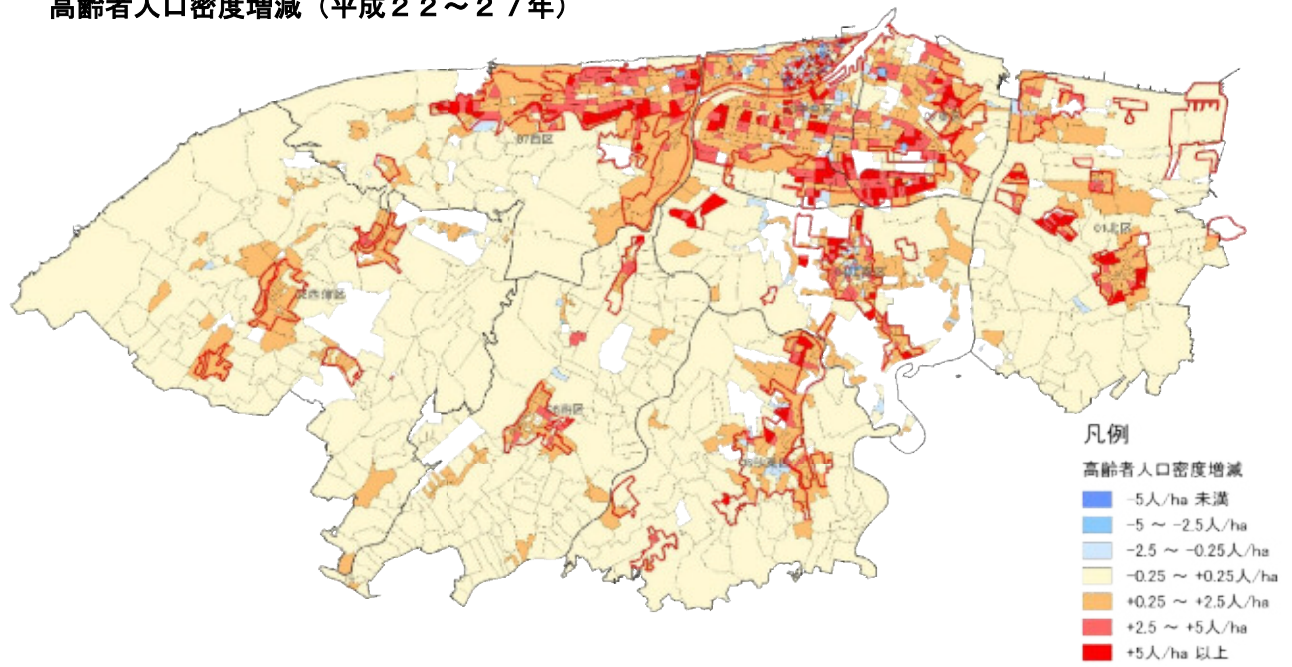 高齢者人口密度増減（平成２２～２７年）
07西区
01北区
凡例
高齢者人口密度増減
-5人/ha 未満
-5 ～ -2.5人/ha
-2.5 ～ -0.25人/ha
-0.25 ～ +0.25人/ha
+0.25 ～ +2.5人/ha
+2.5 ～ +5人/ha
+5人/ha 以上